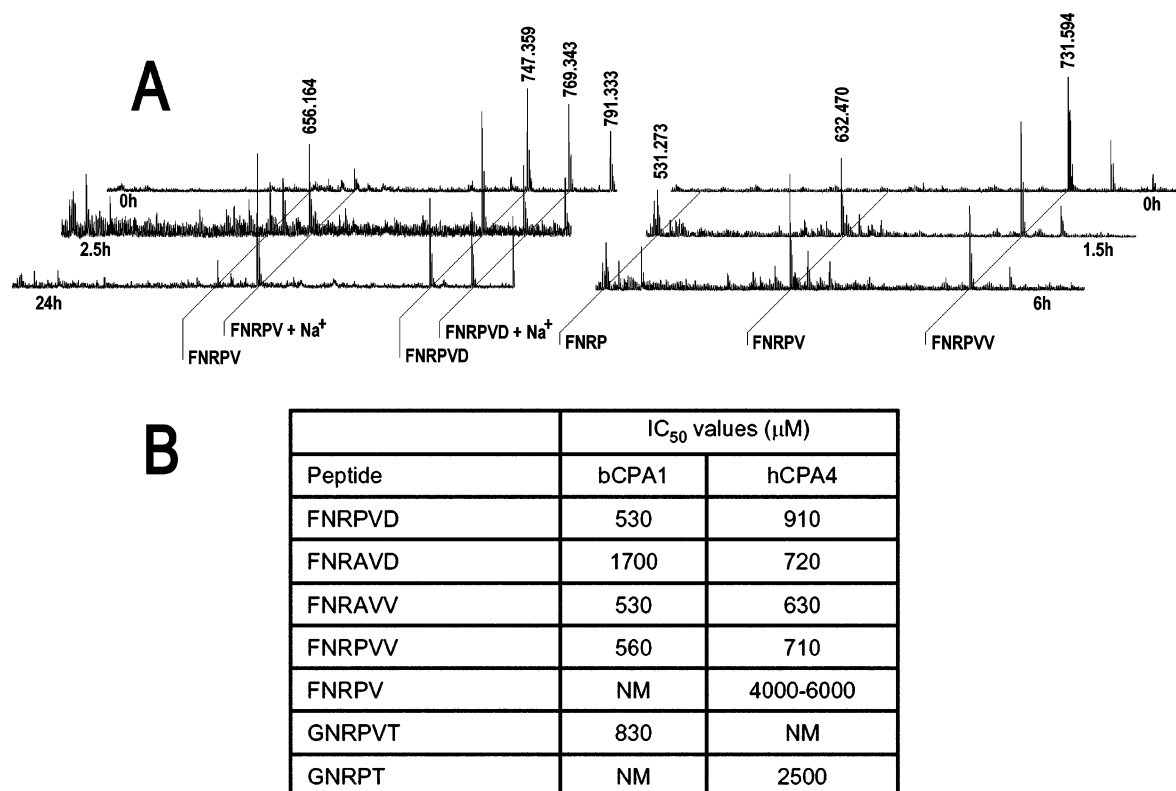 A
656.164
747.359
769.343
791.333
531.273
632.470
731.594
0h
2.5h
24h
0h
1.5h
6h
FNRPV
FNRPV + Na⁺
FNRPVD
FNRPVD + Na⁺
FNRP
FNRPV
FNRPVV
B
IC₅₀ values (μM)
Peptide bCPA1 hCPA4
FNRPVD 530 910
FNRAVD 1700 720
FNRAVV 530 630
FNRPVV 560 710
FNRPV NM 4000-6000
GNRPVT 830 NM
GNRPT NM 2500